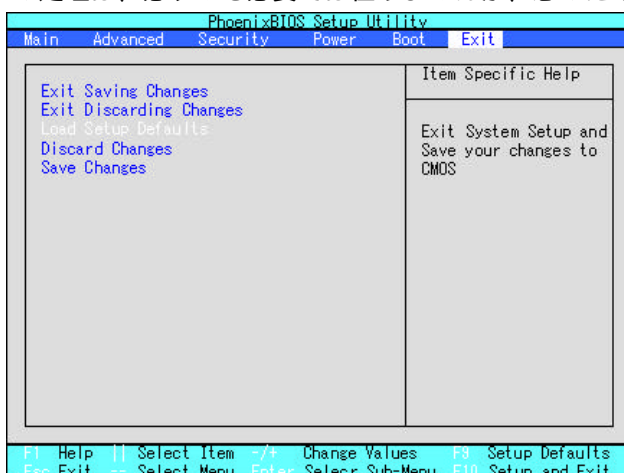 PhoenixBIOS Setup Utility
Main Advanced Security Power Boot Exit
Item Specific Help
Exit Saving Changes
Exit Discarding Changes
Load Setup Defaults
Discard Changes
Save Changes
Exit System Setup and
Save your changes to
CMOS
F1 Help || Select Item -/+ Change Values F9 Setup Defaults
Esc Exit -- Select Menu Enter Selecr Sub-Menu F10 Setup and Exit